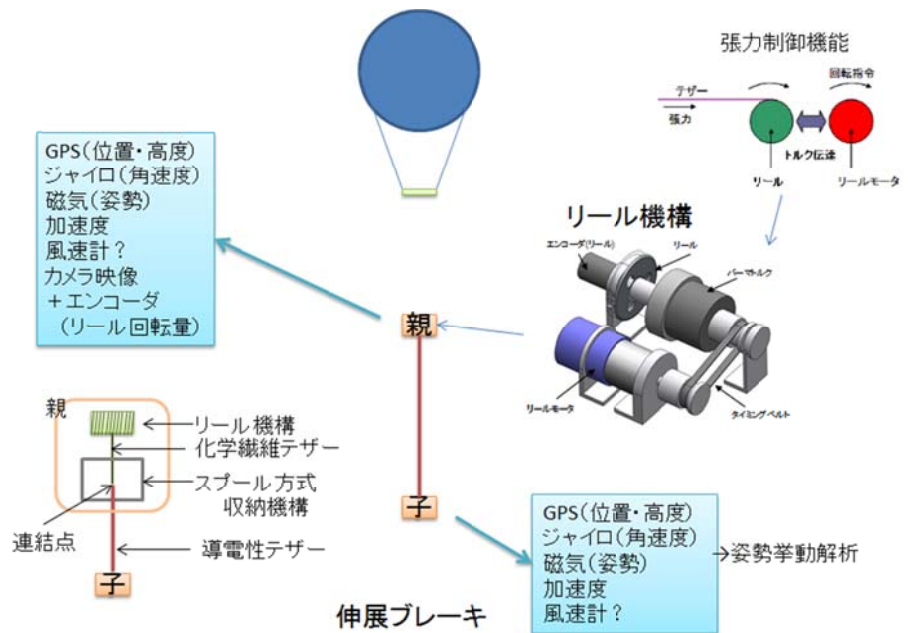 張力制御機能
回転指令
テザー
張力
トルク伝達
リール
リールモータ
GPS(位置・高度)
ジャイロ(角速度)
磁気(姿勢)
加速度
風速計？
カメラ映像
＋エンコーダ
(リール回転量)
リール機構
エンコーダ(リール)
リール
パーマトルク
リールモータ
タイミングベルト
親
親
リール機構
化学繊維テザー
スプール方式
収納機構
連結点
導電性テザー
子
子
GPS(位置・高度)
ジャイロ(角速度)
磁気(姿勢)
加速度
風速計？
→姿勢挙動解析
伸展ブレーキ